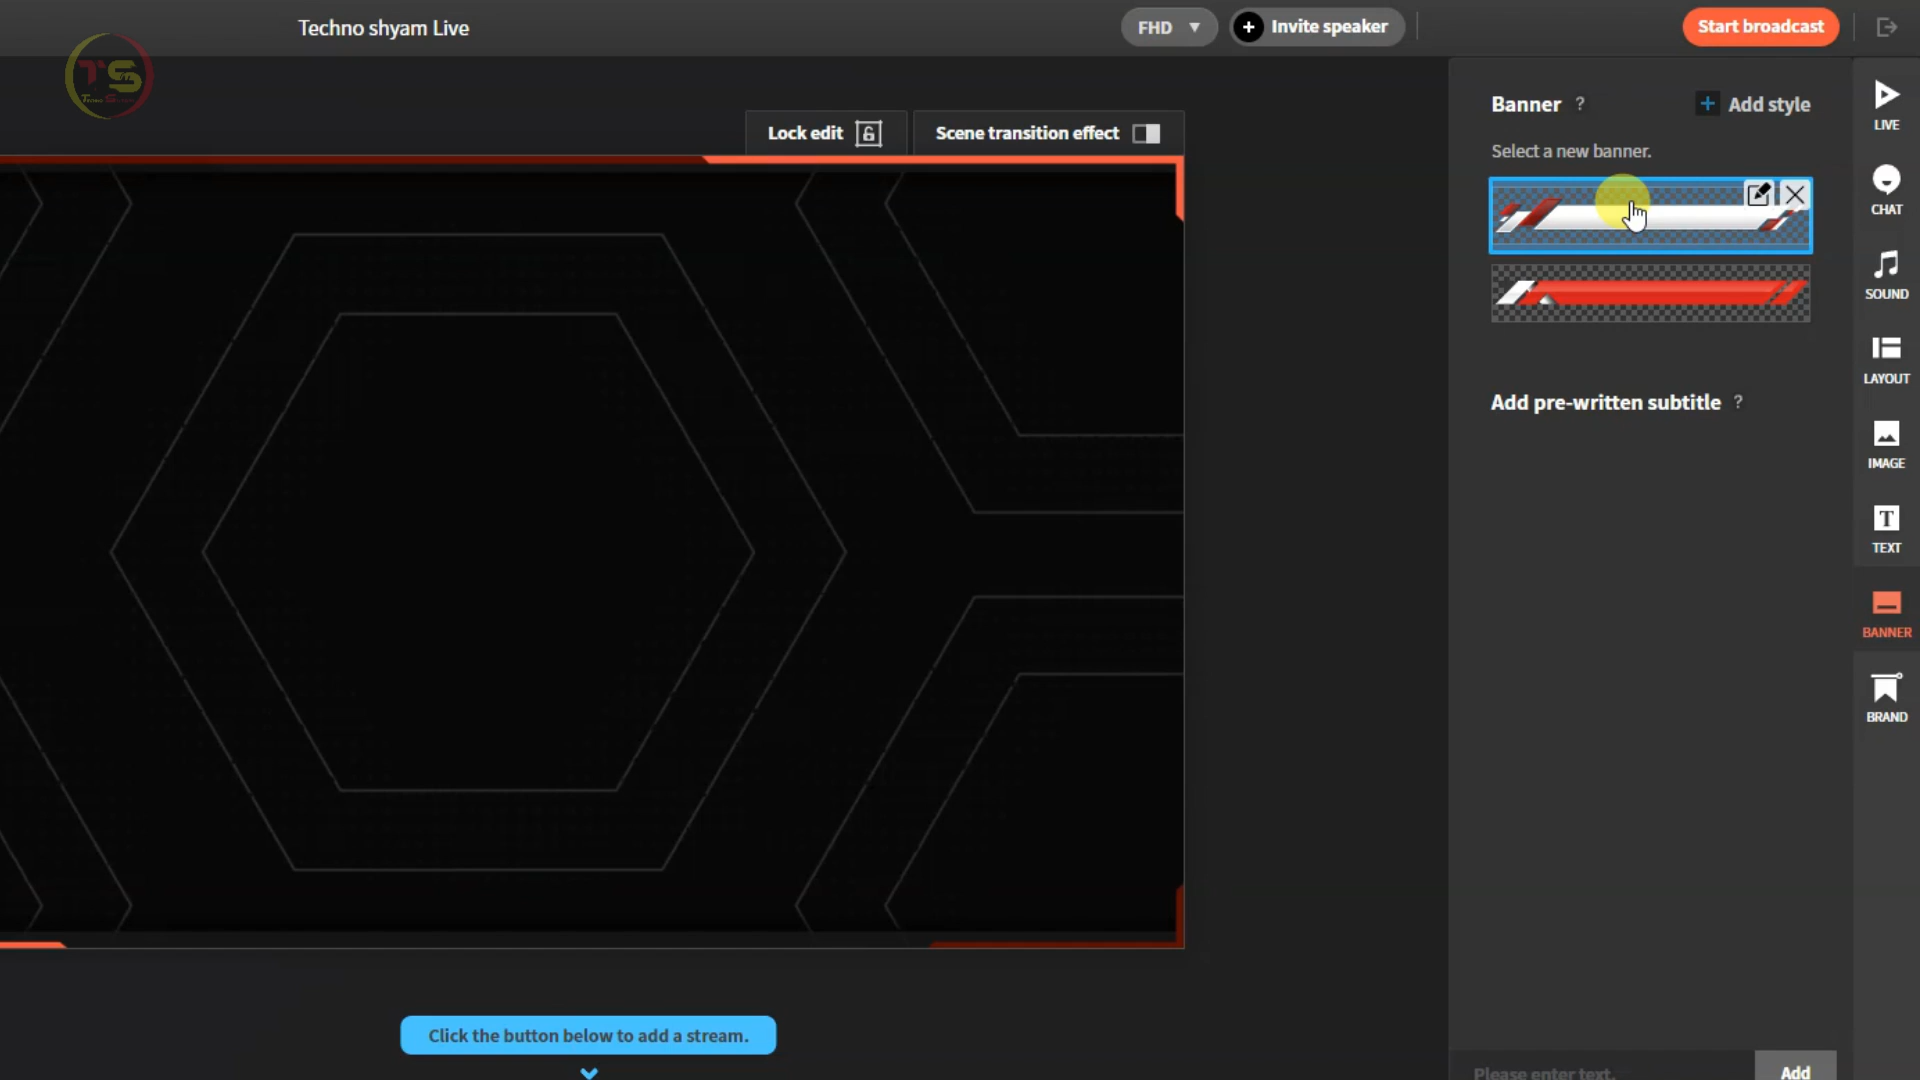 Techno shyam Live
FHD
Invite speaker
Start broadcast
TS
Lock edit
Scene transition effect
Banner ?
+ Add style
Select a new banner.
Add pre-written subtitle ?
LIVE
CHAT
SOUND
LAYOUT
IMAGE
T
TEXT
BANNER
BRAND
Click the button below to add a stream.
Please enter text.
Add